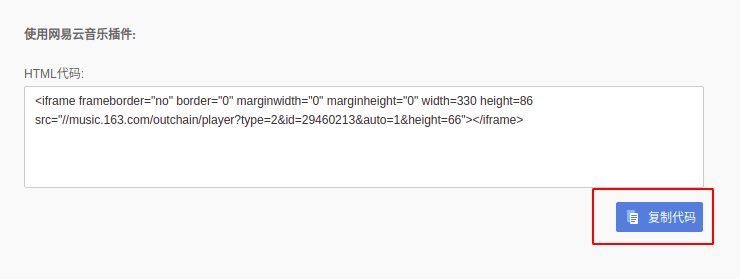 使用网易云音乐插件:
HTML代码:
<iframe frameborder="no" border="0" marginwidth="0" marginheight="0" width=330 height=86
src="//music.163.com/outchain/player?type=2&id=29460213&auto=1&height=66"></iframe>
复制代码